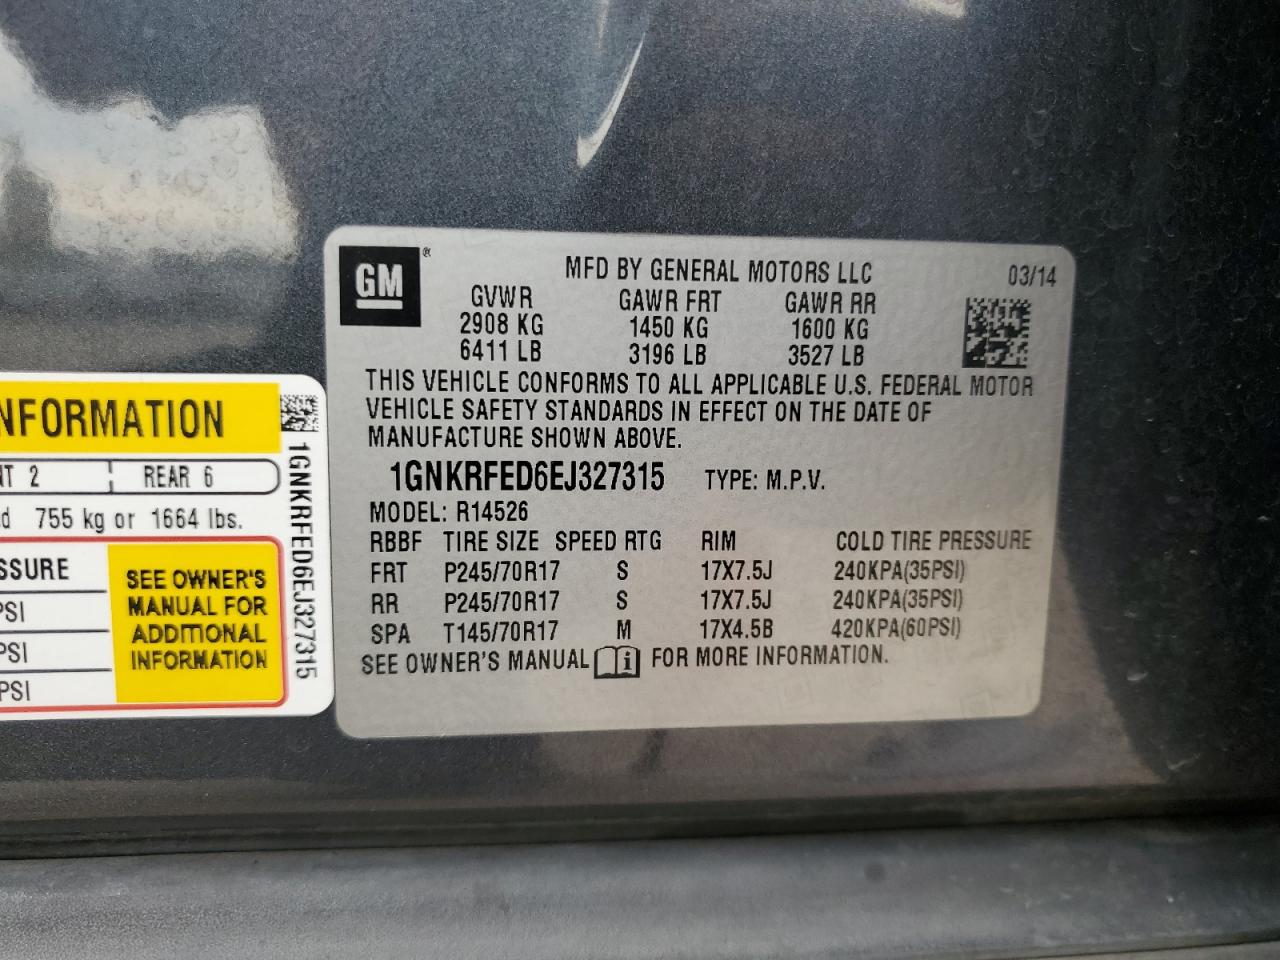 GM®
MFD BY GENERAL MOTORS LLC
03/14
GVWR GAWR FRT GAWR RR
2908 KG 1450 KG 1600 KG
6411 LB 3196 LB 3527 LB
THIS VEHICLE CONFORMS TO ALL APPLICABLE U.S. FEDERAL MOTOR
VEHICLE SAFETY STANDARDS IN EFFECT ON THE DATE OF
MANUFACTURE SHOWN ABOVE.
1GNKRFED6EJ327315 TYPE: M.P.V.
MODEL: R14526
RBBF TIRE SIZE SPEED RTG RIM COLD TIRE PRESSURE
FRT P245/70R17 S 17X7.5J 240KPA(35PSI)
RR P245/70R17 S 17X7.5J 240KPA(35PSI)
SPA T145/70R17 M 17X4.5B 420KPA(60PSI)
SEE OWNER'S MANUAL FOR MORE INFORMATION.
NFORMATION
NT 2 REAR 6
d 755 kg or 1664 lbs.
SSURE
PSI
PSI
PSI
SEE OWNER'S
MANUAL FOR
ADDITIONAL
INFORMATION
1GNKRFED6EJ327315